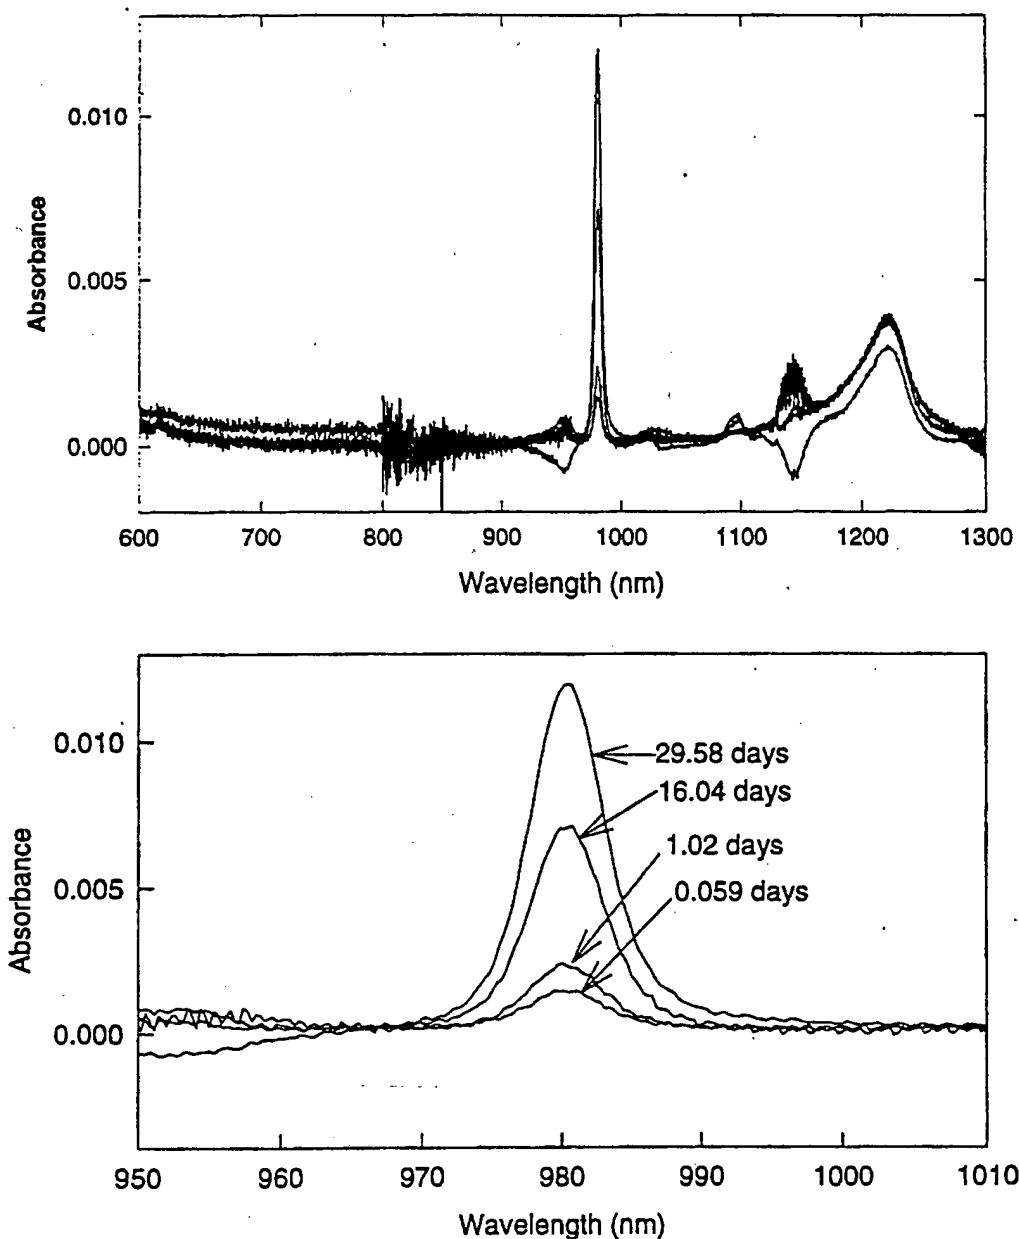 0.010
0.005
0.000
Absorbance
600 700 800 900 1000 1100 1200 1300
Wavelength (nm)
0.010
0.005
0.000
Absorbance
29.58 days
16.04 days
1.02 days
0.059 days
950 960 970 980 990 1000 1010
Wavelength (nm)